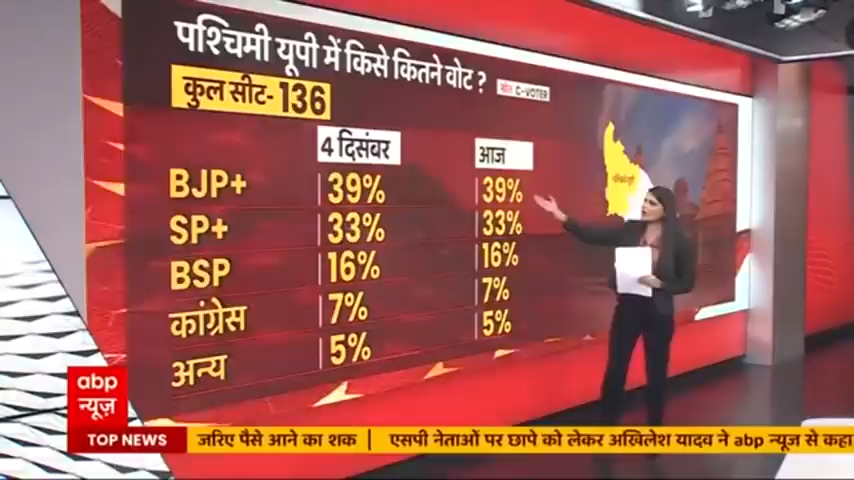 पश्चिमी यूपी में किसे कितने वोट ?
C-VOTER
कुल सीट- 136
4 दिसंबर आज
BJP+ 39% 39%
SP+ 33% 33%
BSP 16% 16%
कांग्रेस 7% 7%
अन्य 5% 5%
पश्चिमी यूपी
abp
न्यूज़
TOP NEWS
जरिए पैसे आने का शक | एसपी नेताओं पर छापे को लेकर अखिलेश यादव ने abp न्यूज से कहा